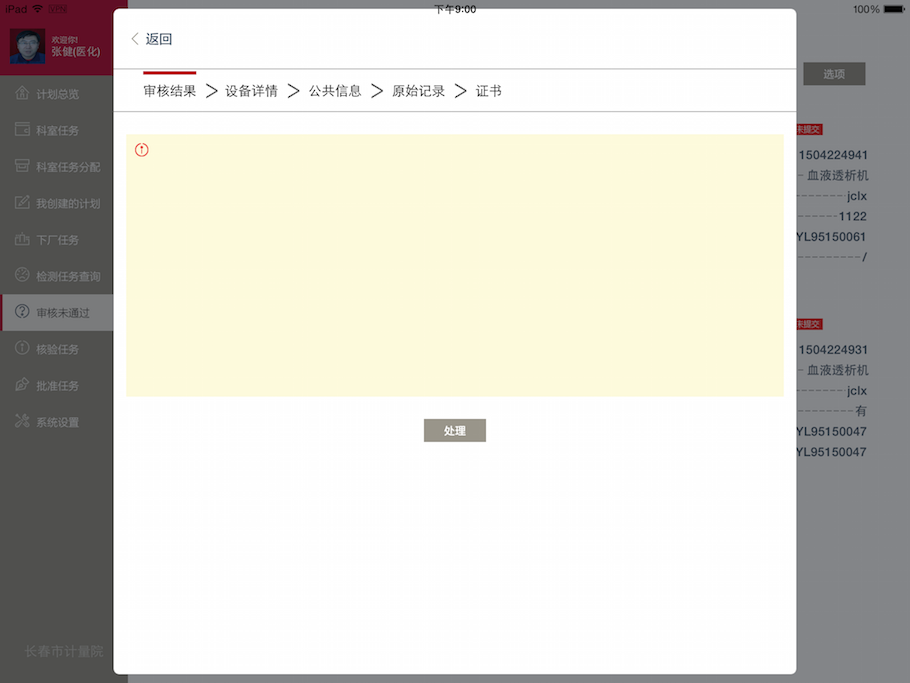 iPad
下午9:00
100%
欢迎你!
张健(医化)
计划总览
科室任务
科室任务分配
我创建的计划
下厂任务
检测任务查询
审核未通过
核验任务
批准任务
系统设置
长春市计量院
返回
审核结果 > 设备详情 > 公共信息 > 原始记录 > 证书
处理
选项
未提交
1504224941
- 血液透析机
--------jclx
------1122
YL95150061
----------/
未提交
1504224931
- 血液透析机
--------jclx
---------有
YL95150047
YL95150047